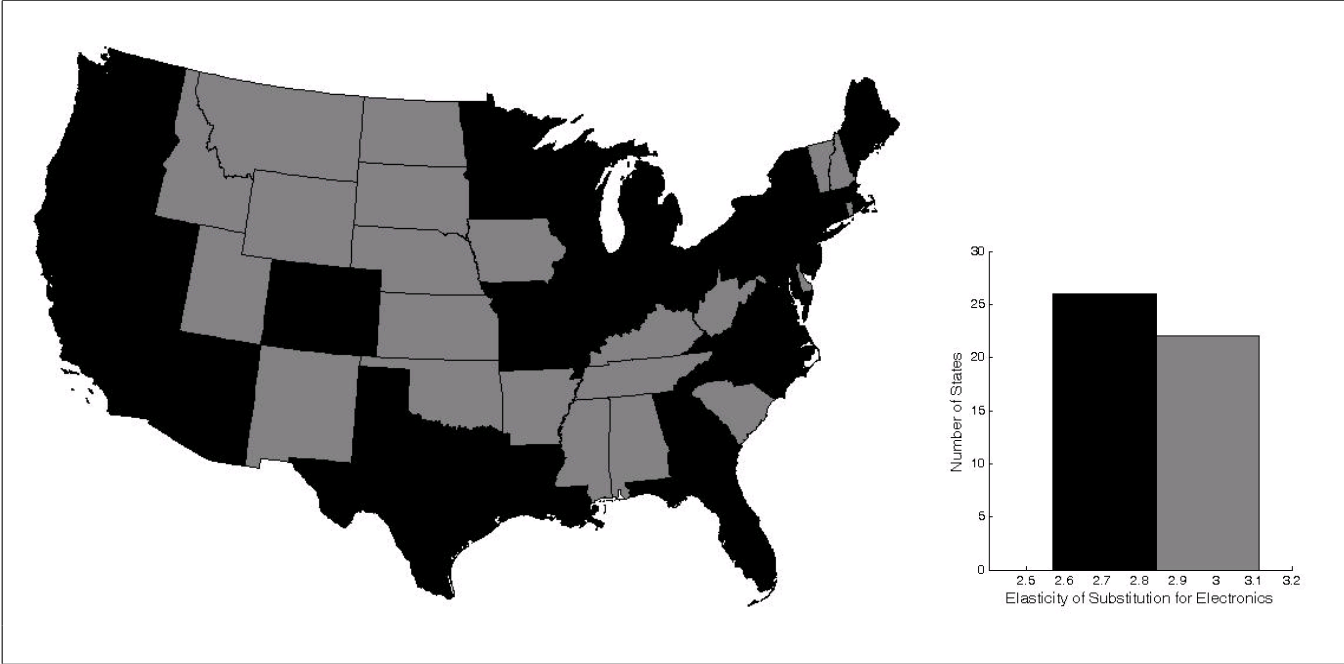 30
25
20
15
10
5
0
Number of States
2.5 2.6 2.7 2.8 2.9 3 3.1 3.2
Elasticity of Substitution for Electronics